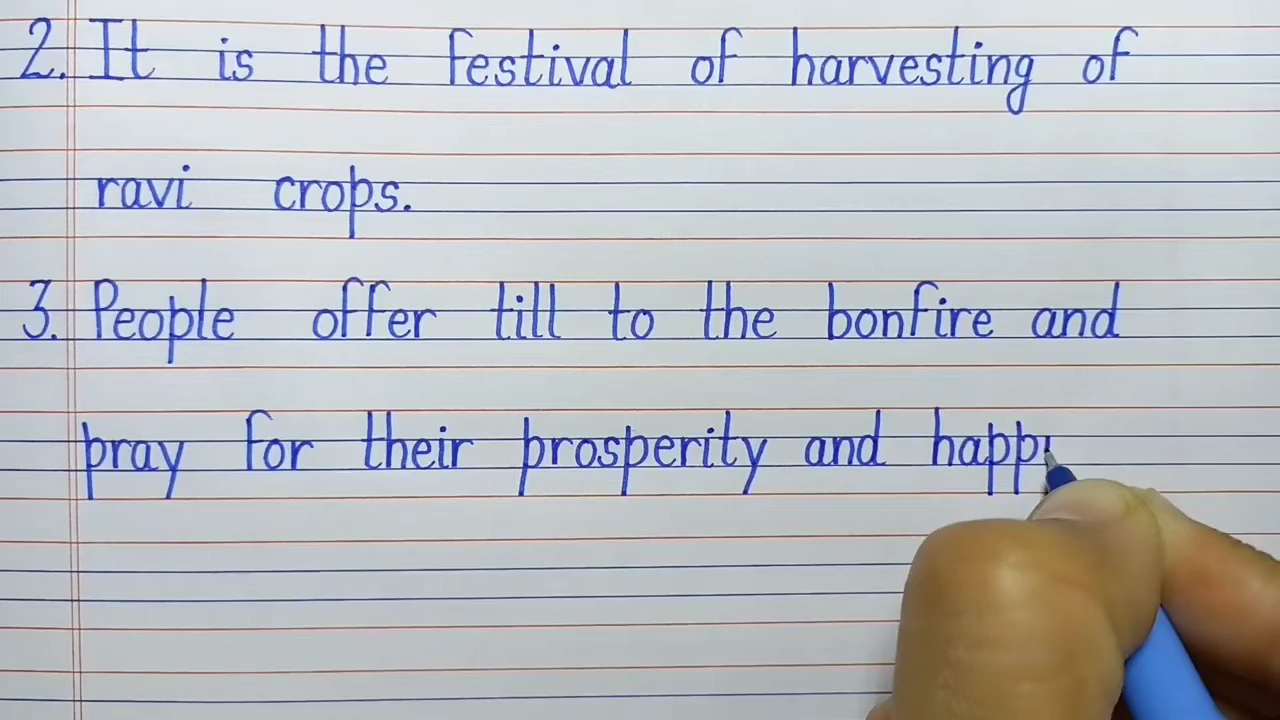 2. It is the festival of harvesting of
ravi crops.
3. People offer till to the bonfire and
pray for their prosperity and happi